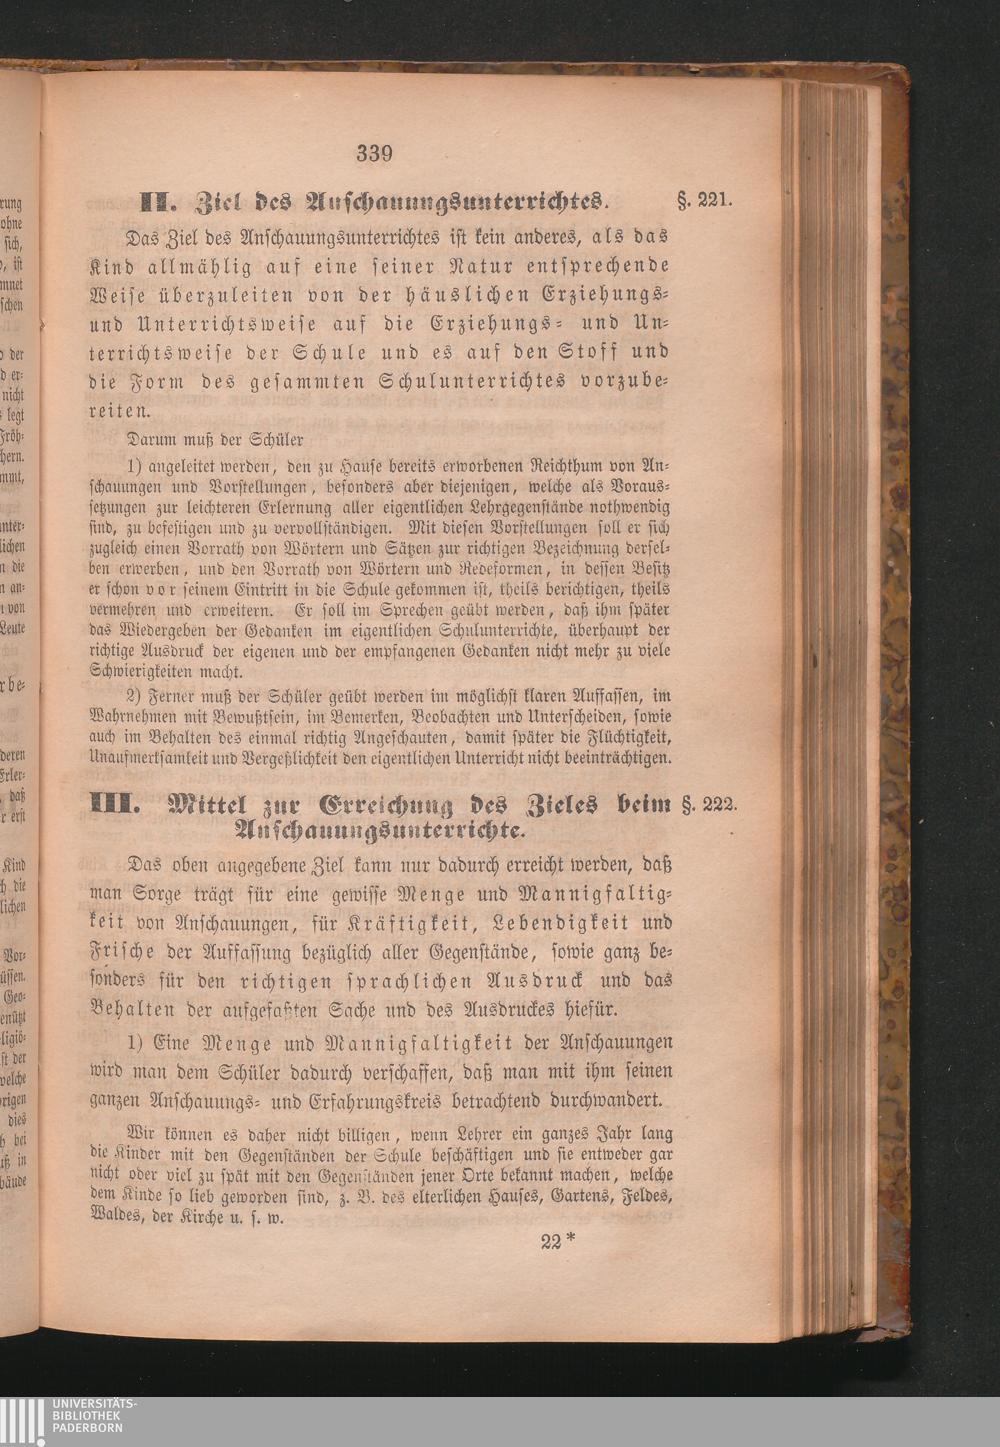 339
II. Ziel des Anschauungsunterrichtes. §. 221.
Das Ziel des Anschauungsunterrichtes ist kein anderes, als das
Kind allmählig auf eine seiner Natur entsprechende
Weise überzuleiten von der häuslichen Erziehungs-
und Unterrichtsweise auf die Erziehungs- und Un-
terrichtsweise der Schule und es auf den Stoff und
die Form des gesammten Schulunterrichtes vorzube-
reiten.
Darum muß der Schüler
1) angeleitet werden, den zu Hause bereits erworbenen Reichthum von An-
schauungen und Vorstellungen, besonders aber diejenigen, welche als Voraus-
setzungen zur leichteren Erlernung aller eigentlichen Lehrgegenstände nothwendig
sind, zu befestigen und zu vervollständigen. Mit diesen Vorstellungen soll er sich
zugleich einen Vorrath von Wörtern und Sätzen zur richtigen Bezeichnung dersel-
ben erwerben, und den Vorrath von Wörtern und Redeformen, in dessen Besitz
er schon vor seinem Eintritt in die Schule gekommen ist, theils berichtigen, theils
vermehren und erweitern. Er soll im Sprechen geübt werden, daß ihm später
das Wiedergeben der Gedanken im eigentlichen Schulunterrichte, überhaupt der
richtige Ausdruck der eigenen und der empfangenen Gedanken nicht mehr zu viele
Schwierigkeiten macht.
2) Ferner muß der Schüler geübt werden im möglichst klaren Auffassen, im
Wahrnehmen mit Bewußtsein, im Bemerken, Beobachten und Unterscheiden, sowie
auch im Behalten des einmal richtig Angeschauten, damit später die Flüchtigkeit,
Unaufmerksamkeit und Vergeßlichkeit den eigentlichen Unterricht nicht beeinträchtigen.
III. Mittel zur Erreichung des Zieles beim §. 222.
Anschauungsunterrichte.
Das oben angegebene Ziel kann nur dadurch erreicht werden, daß
man Sorge trägt für eine gewisse Menge und Mannigfaltig-
keit von Anschauungen, für Kräftigkeit, Lebendigkeit und
Frische der Auffassung bezüglich aller Gegenstände, sowie ganz be-
sonders für den richtigen sprachlichen Ausdruck und das
Behalten der aufgefaßten Sache und des Ausdruckes hiefür.
1) Eine Menge und Mannigfaltigkeit der Anschauungen
wird man dem Schüler dadurch verschaffen, daß man mit ihm seinen
ganzen Anschauungs- und Erfahrungskreis betrachtend durchwandert.
Wir können es daher nicht billigen, wenn Lehrer ein ganzes Jahr lang
die Kinder mit den Gegenständen der Schule beschäftigen und sie entweder gar
nicht oder viel zu spät mit den Gegenständen jener Orte bekannt machen, welche
dem Kinde so lieb geworden sind, z. B. des elterlichen Hauses, Gartens, Feldes,
Waldes, der Kirche u. s. w.
22*
UNIVERSITÄTS-
BIBLIOTHEK
PADERBORN